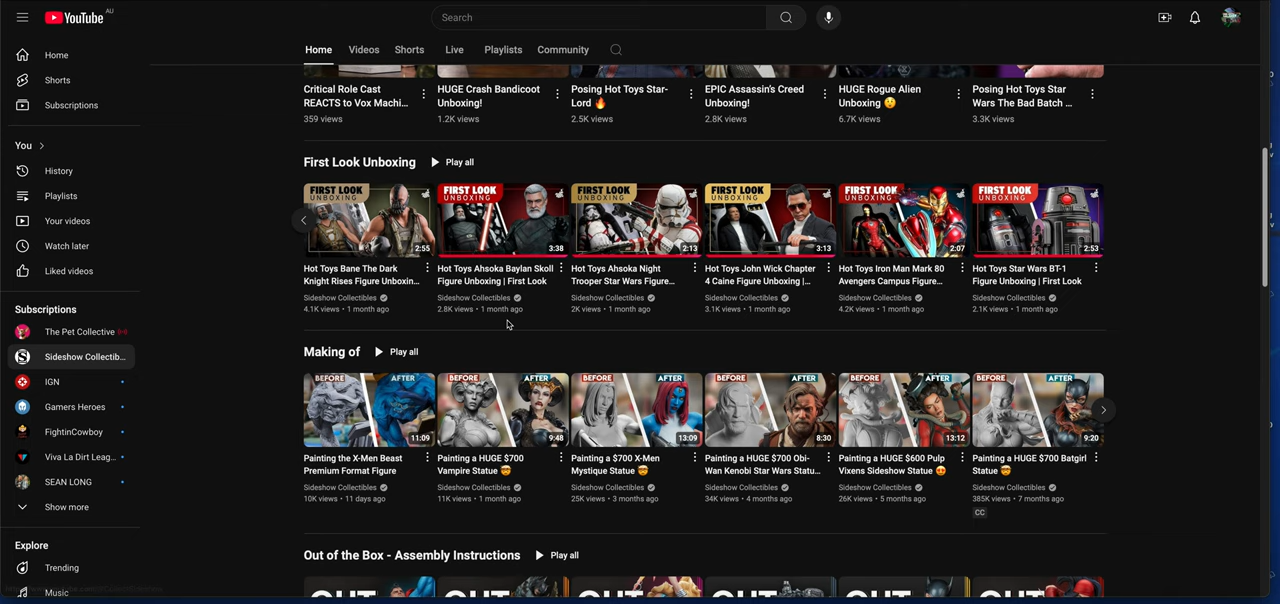 YouTube AU
Search
Home
Shorts
Subscriptions
You
History
Playlists
Your videos
Watch later
Liked videos
Subscriptions
The Pet Collective
Sideshow Collectib...
IGN
Gamers Heroes
FightinCowboy
Viva La Dirt Leag...
SEAN LONG
Show more
Explore
Trending
Music
Home Videos Shorts Live Playlists Community
Critical Role Cast
REACTS to Vox Machi...
359 views
HUGE Crash Bandicoot
Unboxing!
1.2K views
Posing Hot Toys Star-
Lord 🔥
2.5K views
EPIC Assassin's Creed
Unboxing!
2.8K views
HUGE Rogue Alien
Unboxing 😲
6.7K views
Posing Hot Toys Star
Wars The Bad Batch ...
3.3K views
First Look Unboxing Play all
FIRST LOOK
UNBOXING
2:55
Hot Toys Bane The Dark
Knight Rises Figure Unboxin...
Sideshow Collectibles
4.1K views • 1 month ago
FIRST LOOK
UNBOXING
3:38
Hot Toys Ahsoka Baylan Skoll
Figure Unboxing | First Look
Sideshow Collectibles
2.8K views • 1 month ago
FIRST LOOK
UNBOXING
2:13
Hot Toys Ahsoka Night
Trooper Star Wars Figure...
Sideshow Collectibles
2K views • 1 month ago
FIRST LOOK
UNBOXING
3:13
Hot Toys John Wick Chapter
4 Caine Figure Unboxing |...
Sideshow Collectibles
3.1K views • 1 month ago
FIRST LOOK
UNBOXING
2:07
Hot Toys Iron Man Mark 80
Avengers Campus Figure...
Sideshow Collectibles
4.2K views • 1 month ago
FIRST LOOK
UNBOXING
2:53
Hot Toys Star Wars BT-1
Figure Unboxing | First Look
Sideshow Collectibles
2.1K views • 1 month ago
Making of Play all
BEFORE AFTER
11:09
Painting the X-Men Beast
Premium Format Figure
Sideshow Collectibles
10K views • 11 days ago
BEFORE AFTER
9:48
Painting a HUGE $700
Vampire Statue 🤯
Sideshow Collectibles
11K views • 1 month ago
BEFORE AFTER
13:09
Painting a $700 X-Men
Mystique Statue 🤯
Sideshow Collectibles
25K views • 3 months ago
BEFORE AFTER
8:30
Painting a HUGE $700 Obi-
Wan Kenobi Star Wars Statu...
Sideshow Collectibles
34K views • 4 months ago
BEFORE AFTER
13:12
Painting a HUGE $600 Pulp
Vixens Sideshow Statue 😍
Sideshow Collectibles
26K views • 5 months ago
BEFORE AFTER
9:20
Painting a HUGE $700 Batgirl
Statue 🤯
Sideshow Collectibles
385K views • 7 months ago
CC
Out of the Box - Assembly Instructions Play all